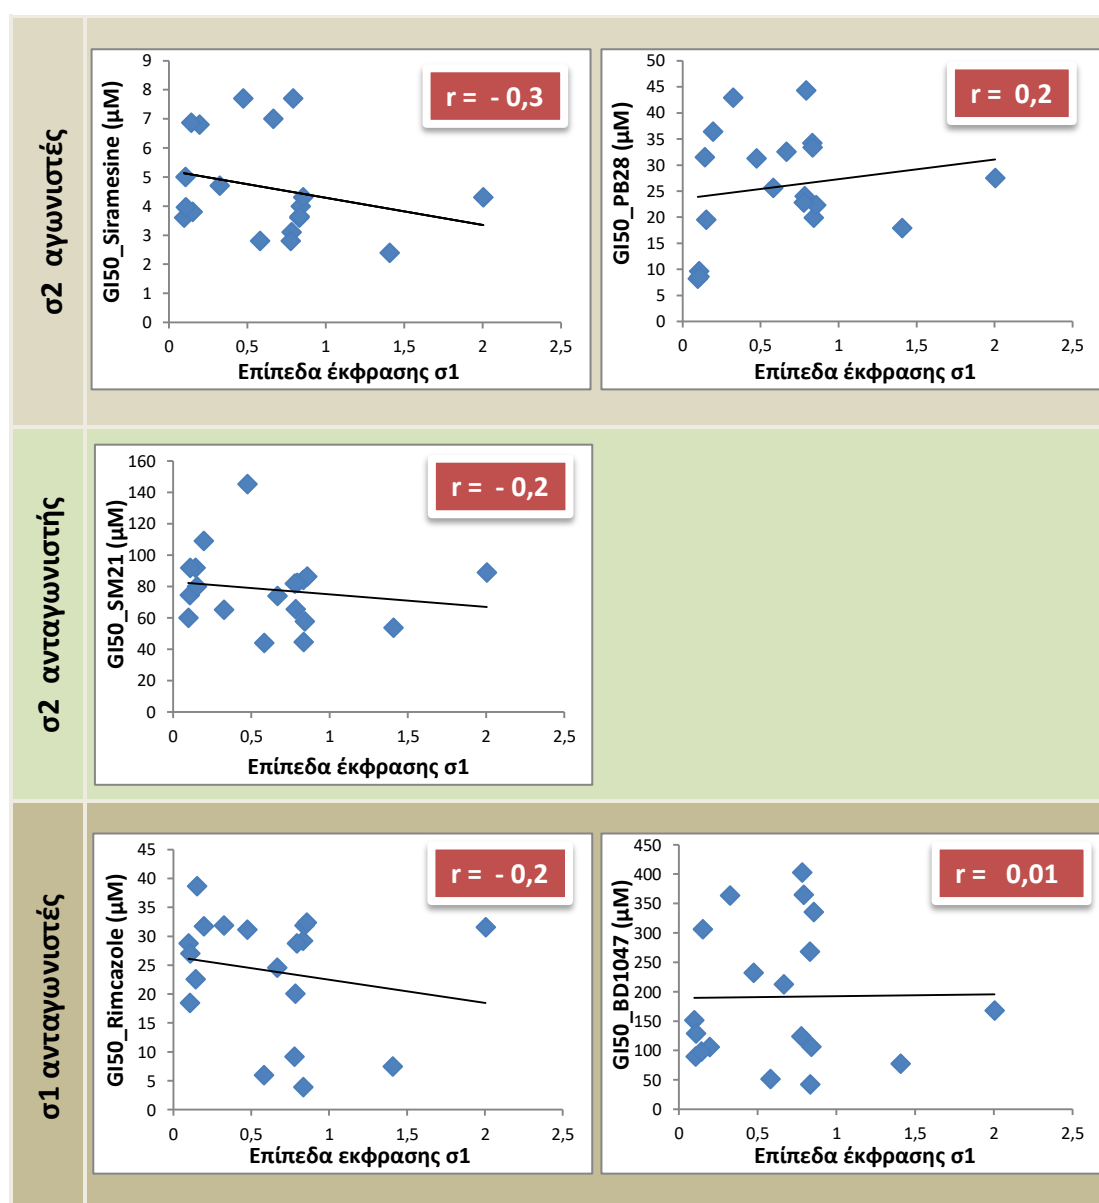 σ2 αγωνιστές
GI50_Siramesine (μM)
9
8
7
6
5
4
3
2
1
0
r = - 0,3
0 0,5 1 1,5 2 2,5
Επίπεδα έκφρασης σ1
GI50_PB28 (μM)
50
45
40
35
30
25
20
15
10
5
0
r = 0,2
0 0,5 1 1,5 2 2,5
Επίπεδα έκφρασης σ1
σ2 ανταγωνιστής
GI50_SM21 (μM)
160
140
120
100
80
60
40
20
0
r = - 0,2
0 0,5 1 1,5 2 2,5
Επίπεδα έκφρασης σ1
σ1 ανταγωνιστές
GI50_Rimcazole (μM)
45
40
35
30
25
20
15
10
5
0
r = - 0,2
0 0,5 1 1,5 2 2,5
Επίπεδα εκφρασης σ1
GI50_BD1047 (μM)
450
400
350
300
250
200
150
100
50
0
r = 0,01
0 0,5 1 1,5 2 2,5
Επίπεδα έκφρασης σ1